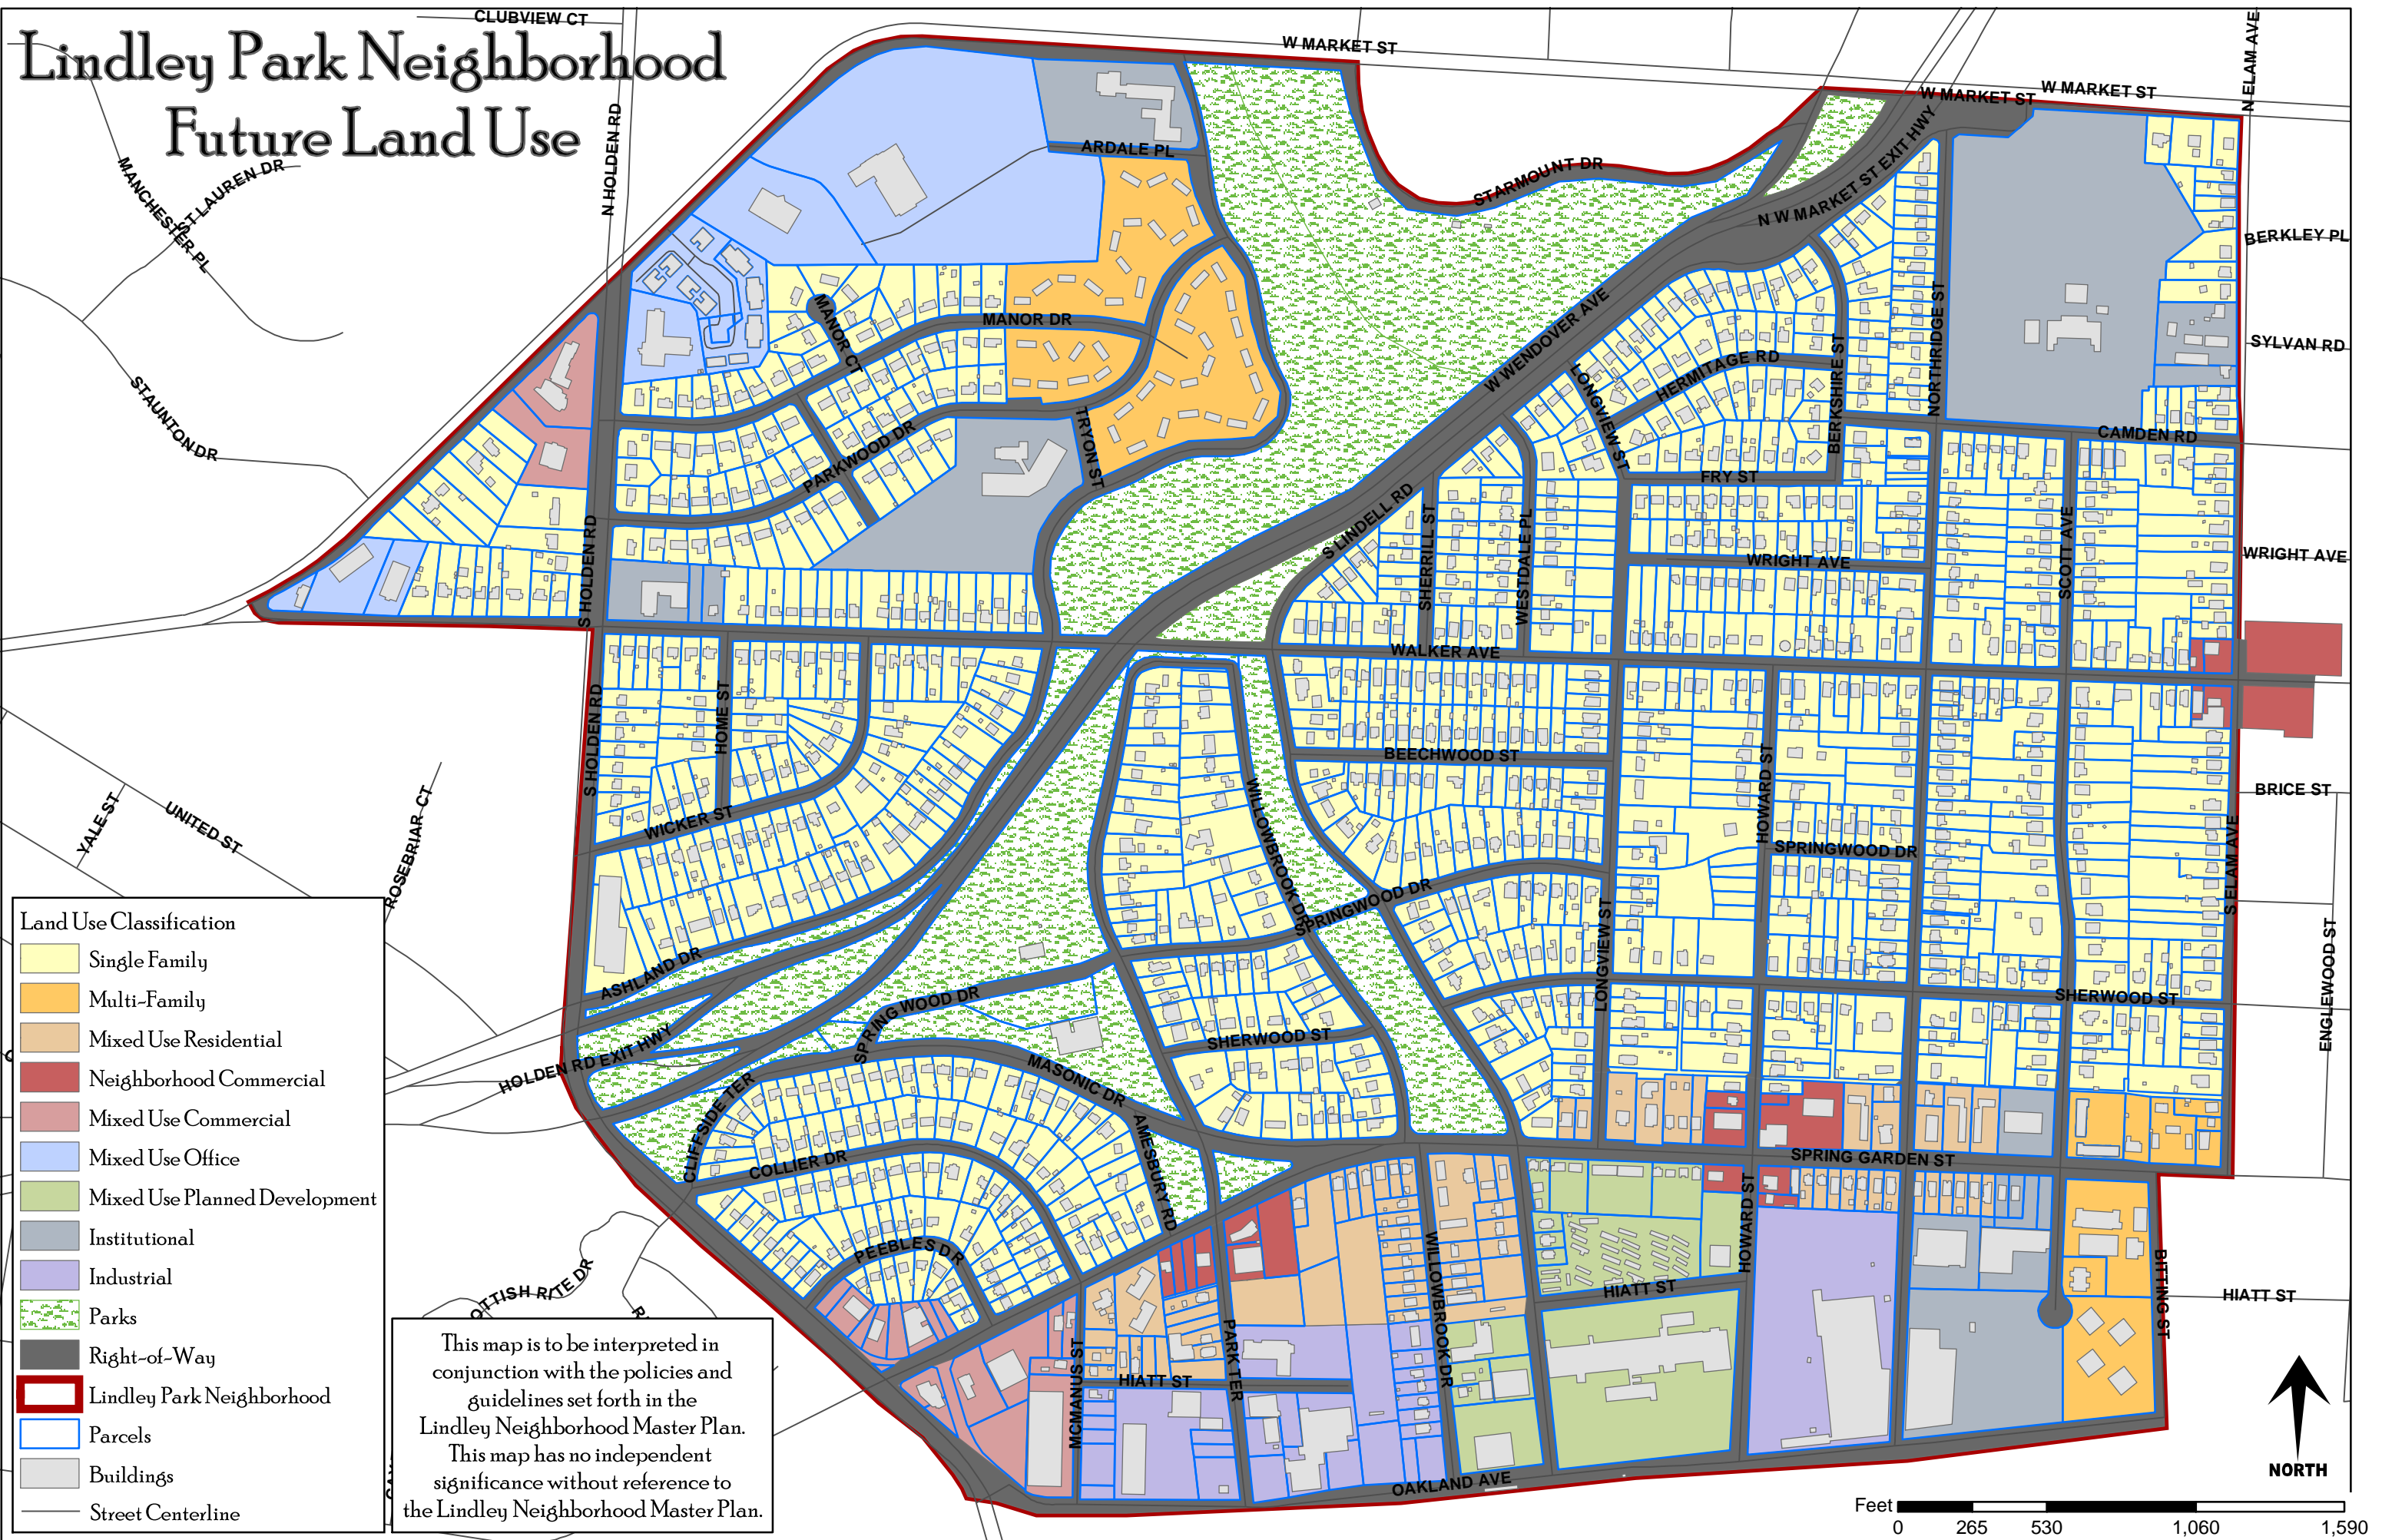 Lindley Park Neighborhood
Future Land Use
CLUBVIEW CT
W MARKET ST
W MARKET ST
W MARKET ST
N ELAM AVE
N HOLDEN RD
MANCHESTER PL
ST LAUREN DR
STAUNTON DR
ARDALE PL
STARMOUNT DR
N W MARKET ST EXIT HWY
BERKLEY PL
SYLVAN RD
MANOR CT
MANOR DR
W WENDOVER AVE
LONGVIEW ST
HERMITAGE RD
BERKSHIRE ST
NORTHRIDGE ST
CAMDEN RD
PARKWOOD DR
TRYON ST
FRY ST
S LINDELL RD
SHERRILL ST
WESTDALE PL
WRIGHT AVE
SCOTT AVE
WRIGHT AVE
S HOLDEN RD
WALKER AVE
S HOLDEN RD
HOME ST
BEECHWOOD ST
HOWARD ST
BRICE ST
WICKER ST
WILLOWBROOK DR
SPRINGWOOD DR
SPRINGWOOD DR
S ELAM AVE
YALE ST
UNITED ST
ROSEBRIAR CT
ASHLAND DR
LONGVIEW ST
SHERWOOD ST
ENGLEWOOD ST
SPRINGWOOD DR
SHERWOOD ST
HOLDEN RD EXIT HWY
MASONIC DR
CLIFFSIDE TER
COLLIER DR
AMESBURY RD
SPRING GARDEN ST
PEEBLES DR
HOWARD ST
WILLOWBROOK DR
HIATT ST
BITTING ST
HIATT ST
OTTISH RITE DR
MCMANUS ST
HIATT ST
PARK TER
OAKLAND AVE
Land Use Classification
Single Family
Multi-Family
Mixed Use Residential
Neighborhood Commercial
Mixed Use Commercial
Mixed Use Office
Mixed Use Planned Development
Institutional
Industrial
Parks
Right-of-Way
Lindley Park Neighborhood
Parcels
Buildings
Street Centerline
This map is to be interpreted in
conjunction with the policies and
guidelines set forth in the
Lindley Neighborhood Master Plan.
This map has no independent
significance without reference to
the Lindley Neighborhood Master Plan.
NORTH
Feet
0 265 530 1,060 1,590